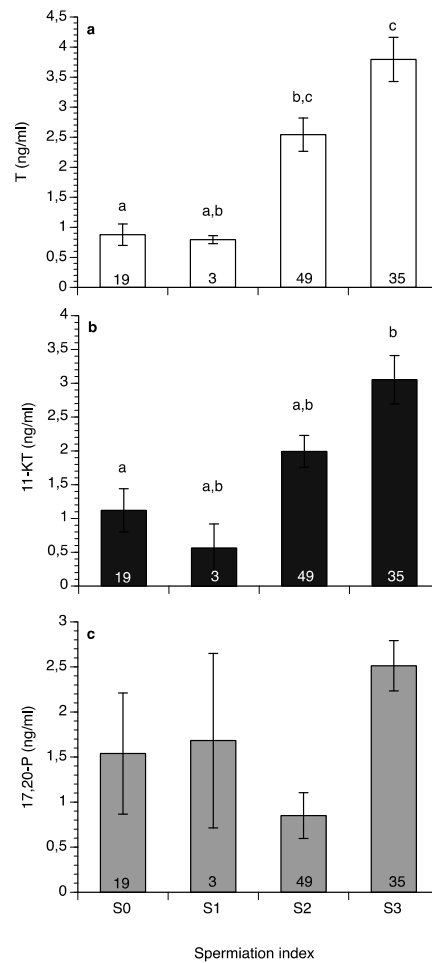 4,5
a
c
4
3,5
b,c
3
T (ng/ml)
2,5
2
1,5
a
a,b
1
0,5
19
3
49
35
0
4
b
b
3,5
3
a,b
11-KT (ng/ml)
2,5
a
a,b
2
1,5
1
0,5
19
3
49
35
0
3
c
2,5
17,20-P (ng/ml)
2
1,5
1
0,5
19
3
49
35
0
S0 S1 S2 S3
Spermiation index